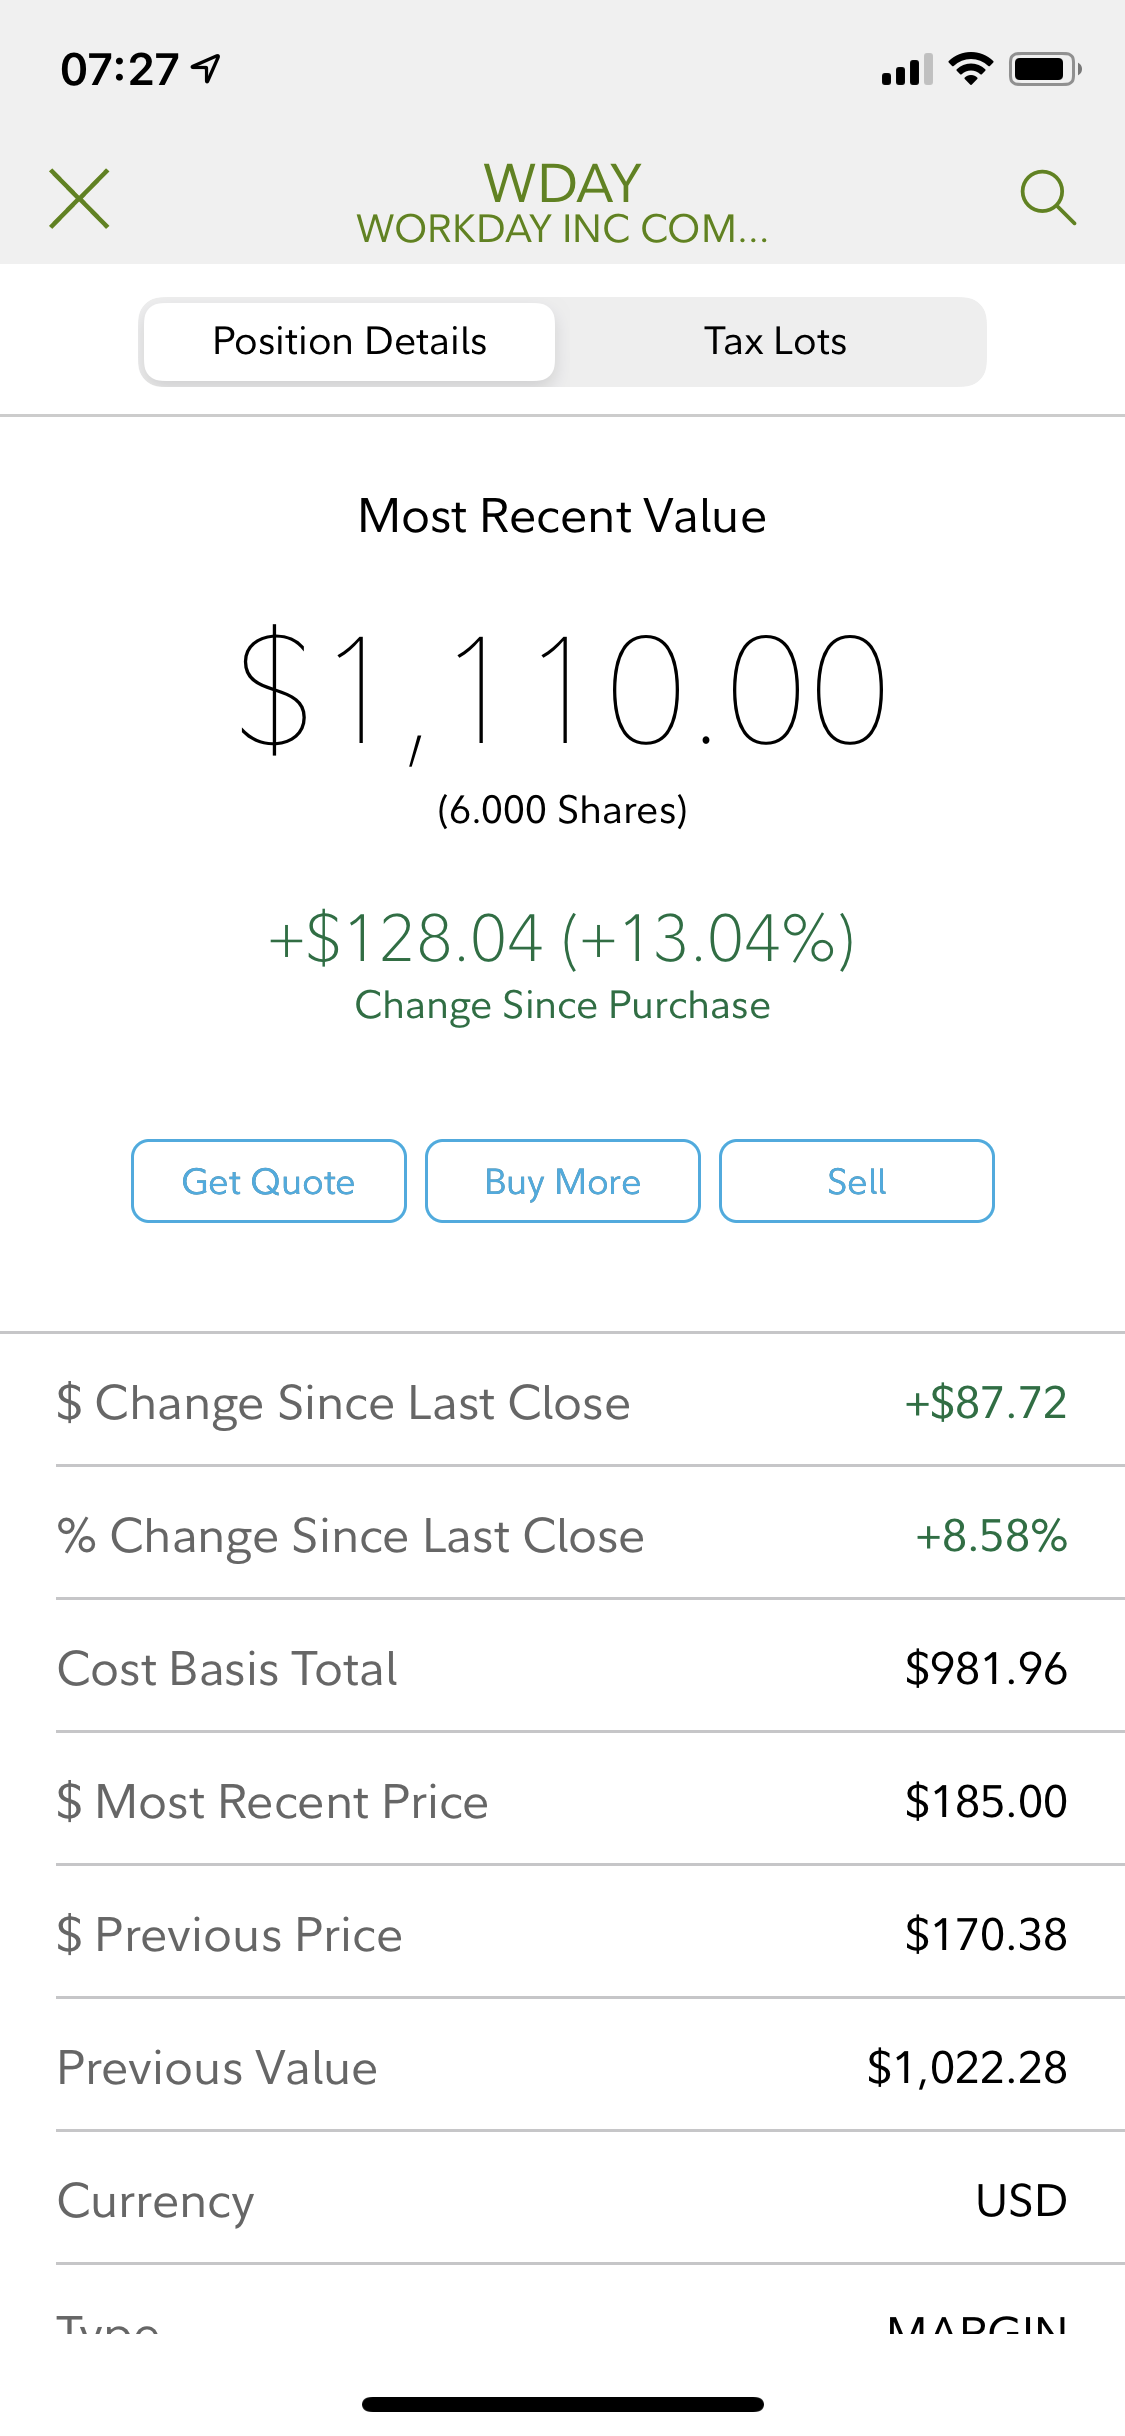 07:27
WDAY
WORKDAY INC COM...
Position Details
Tax Lots
Most Recent Value
$1,110.00
(6.000 Shares)
+$128.04 (+13.04%)
Change Since Purchase
Get Quote
Buy More
Sell
$ Change Since Last Close +$87.72
% Change Since Last Close +8.58%
Cost Basis Total $981.96
$ Most Recent Price $185.00
$ Previous Price $170.38
Previous Value $1,022.28
Currency USD
Type MARGIN